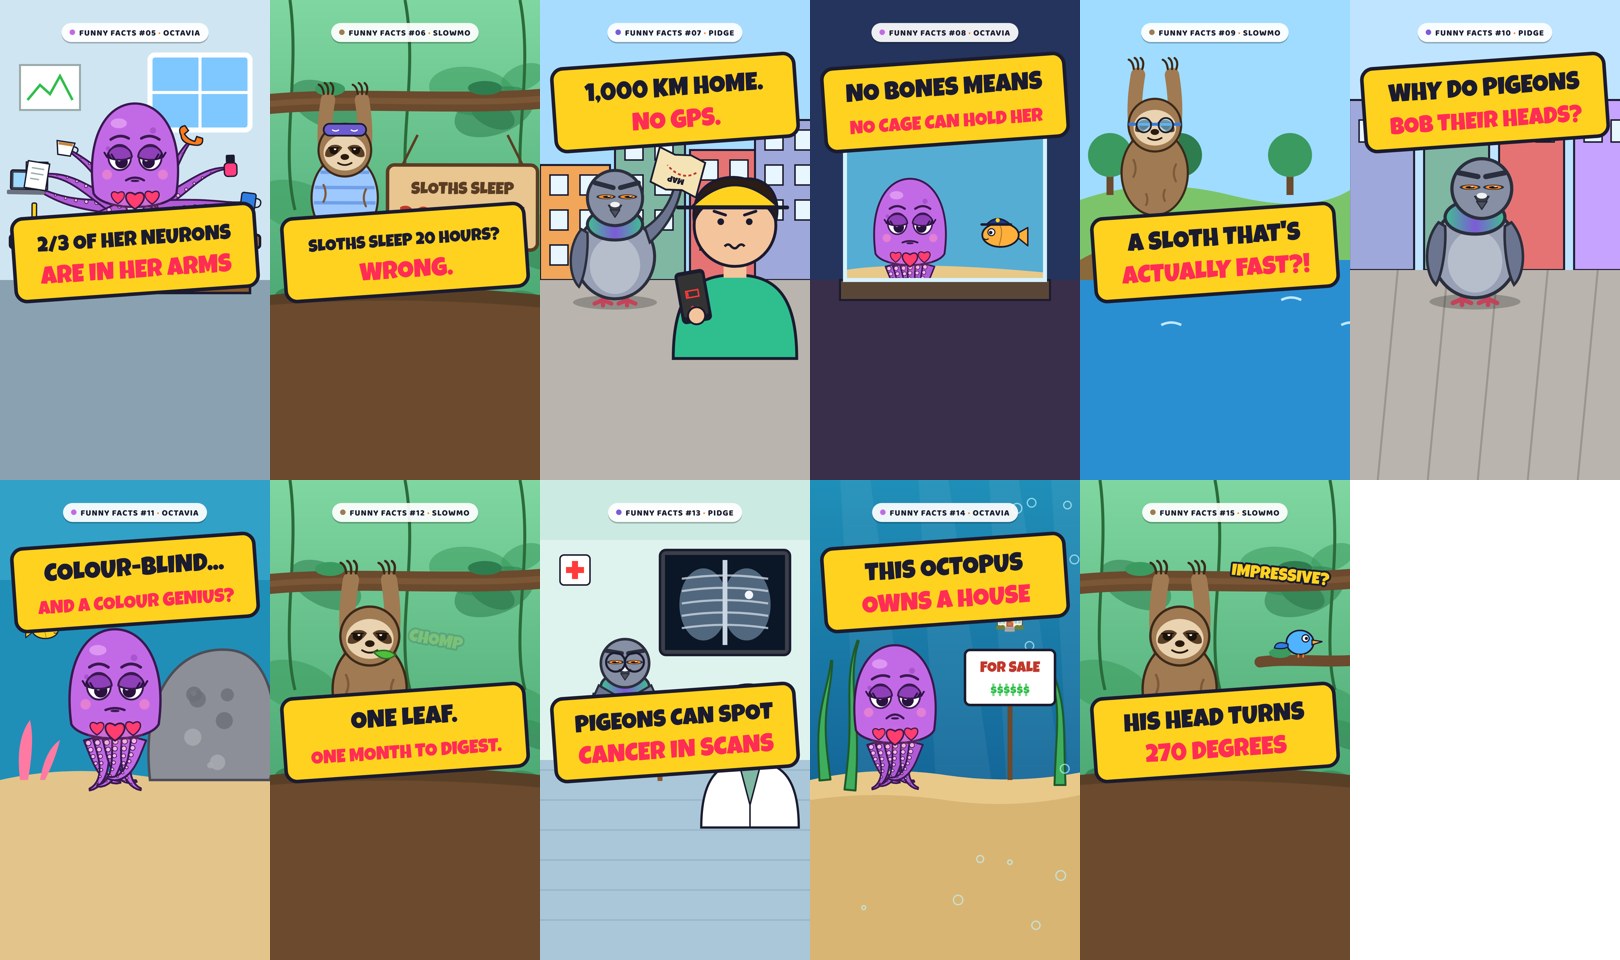 FUNNY FACTS #05 · OCTAVIA
2/3 OF HER NEURONS
ARE IN HER ARMS
FUNNY FACTS #06 · SLOWMO
SLOTHS SLEEP
SLOTHS SLEEP 20 HOURS?
WRONG.
FUNNY FACTS #07 · PIDGE
1,000 KM HOME.
NO GPS.
MAP
FUNNY FACTS #08 · OCTAVIA
NO BONES MEANS
NO CAGE CAN HOLD HER
FUNNY FACTS #09 · SLOWMO
A SLOTH THAT'S
ACTUALLY FAST?!
FUNNY FACTS #10 · PIDGE
WHY DO PIGEONS
BOB THEIR HEADS?
FUNNY FACTS #11 · OCTAVIA
COLOUR-BLIND...
AND A COLOUR GENIUS?
FUNNY FACTS #12 · SLOWMO
CHOMP
ONE LEAF.
ONE MONTH TO DIGEST.
FUNNY FACTS #13 · PIDGE
PIGEONS CAN SPOT
CANCER IN SCANS
FUNNY FACTS #14 · OCTAVIA
THIS OCTOPUS
OWNS A HOUSE
FOR SALE
$$$$$$
FUNNY FACTS #15 · SLOWMO
IMPRESSIVE?
HIS HEAD TURNS
270 DEGREES